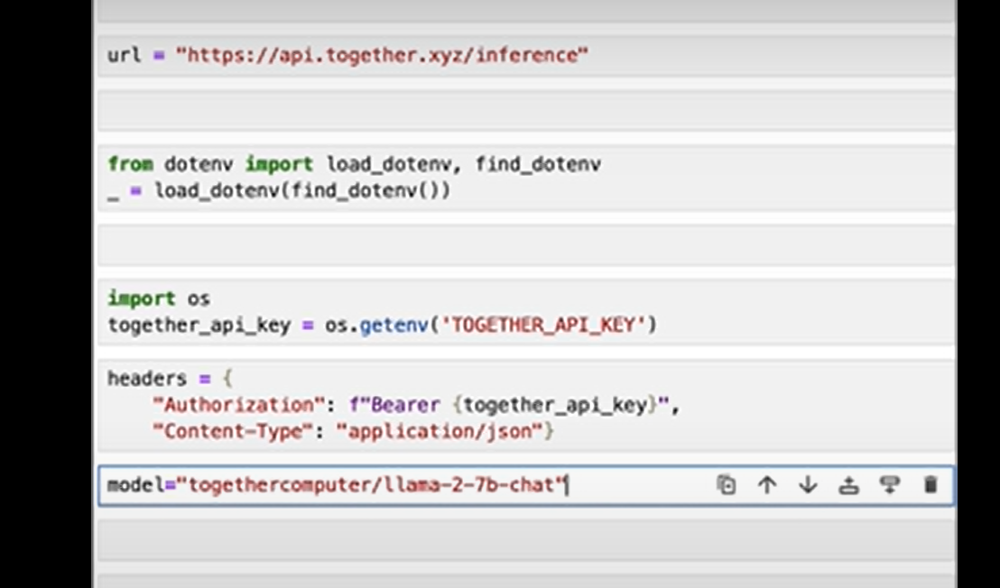 url = "https://api.together.xyz/inference"
from dotenv import load_dotenv, find_dotenv
_ = load_dotenv(find_dotenv())
import os
together_api_key = os.getenv('TOGETHER_API_KEY')
headers = {
    "Authorization": f"Bearer {together_api_key}",
    "Content-Type": "application/json"}
model="togethercomputer/llama-2-7b-chat"